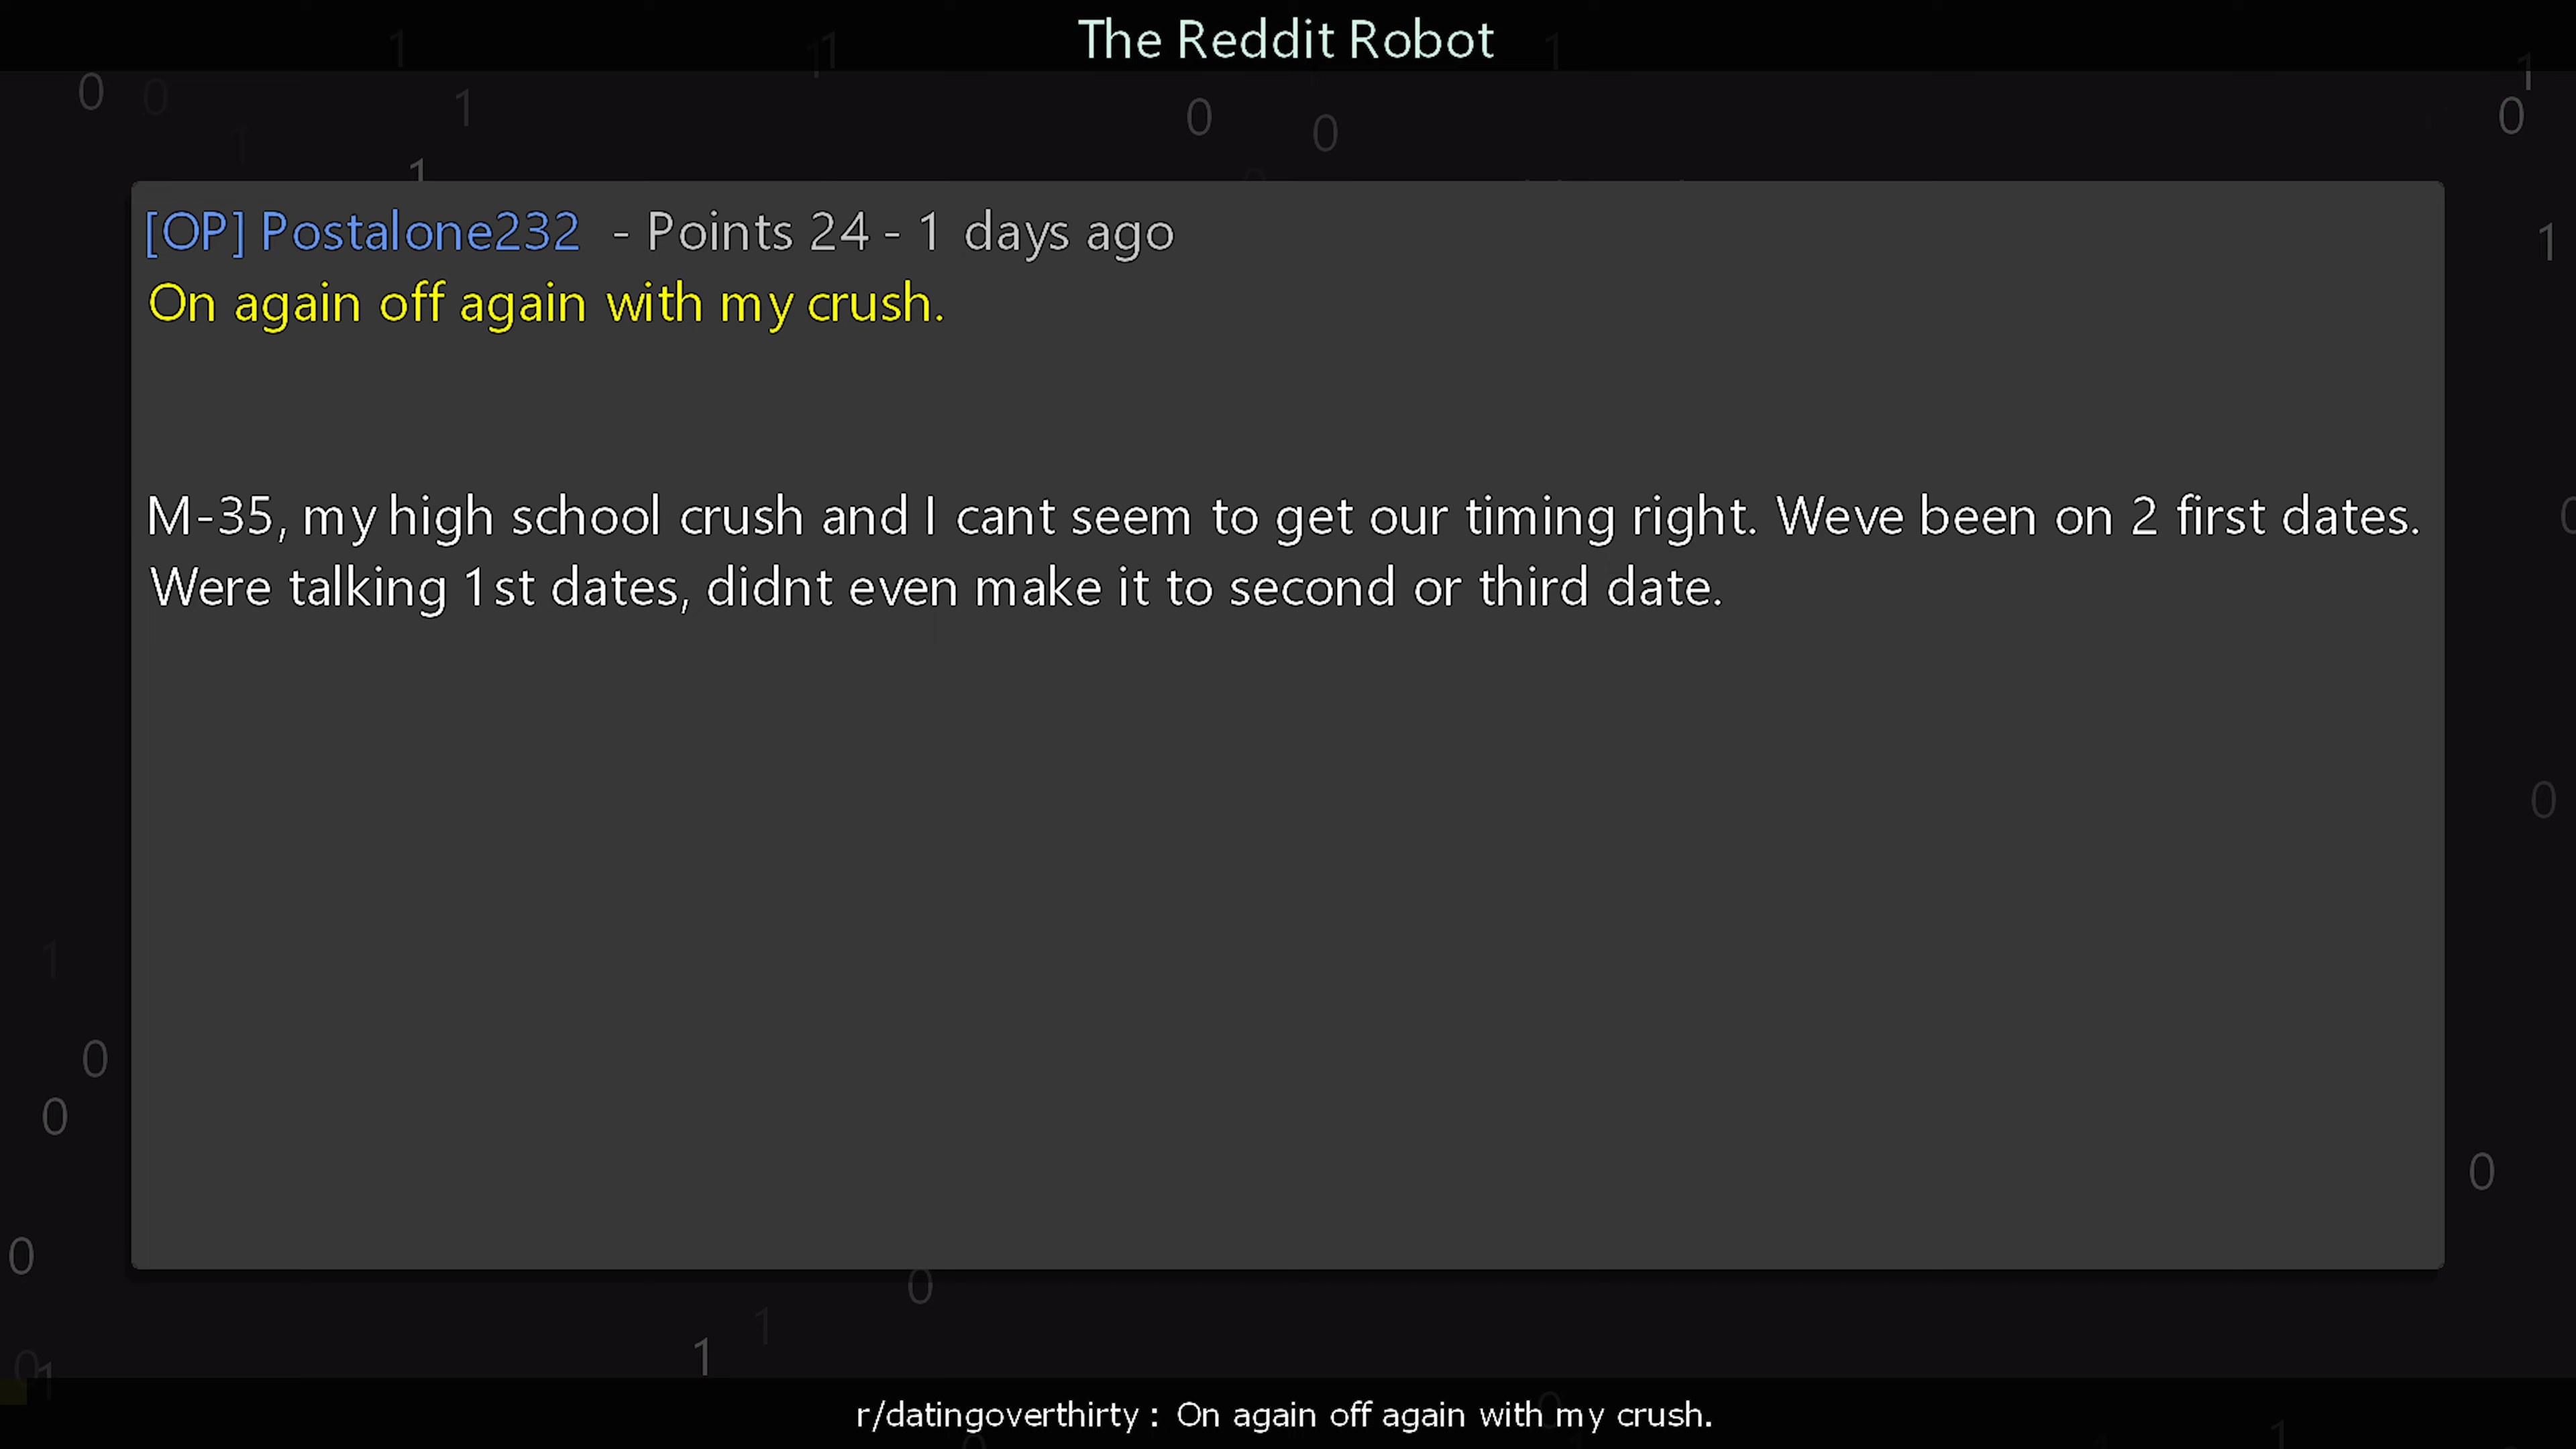 The Reddit Robot
[OP] Postalone232 - Points 24 - 1 days ago
On again off again with my crush.
M-35, my high school crush and I cant seem to get our timing right. Weve been on 2 first dates.
Were talking 1st dates, didnt even make it to second or third date.
r/datingoverthirty : On again off again with my crush.